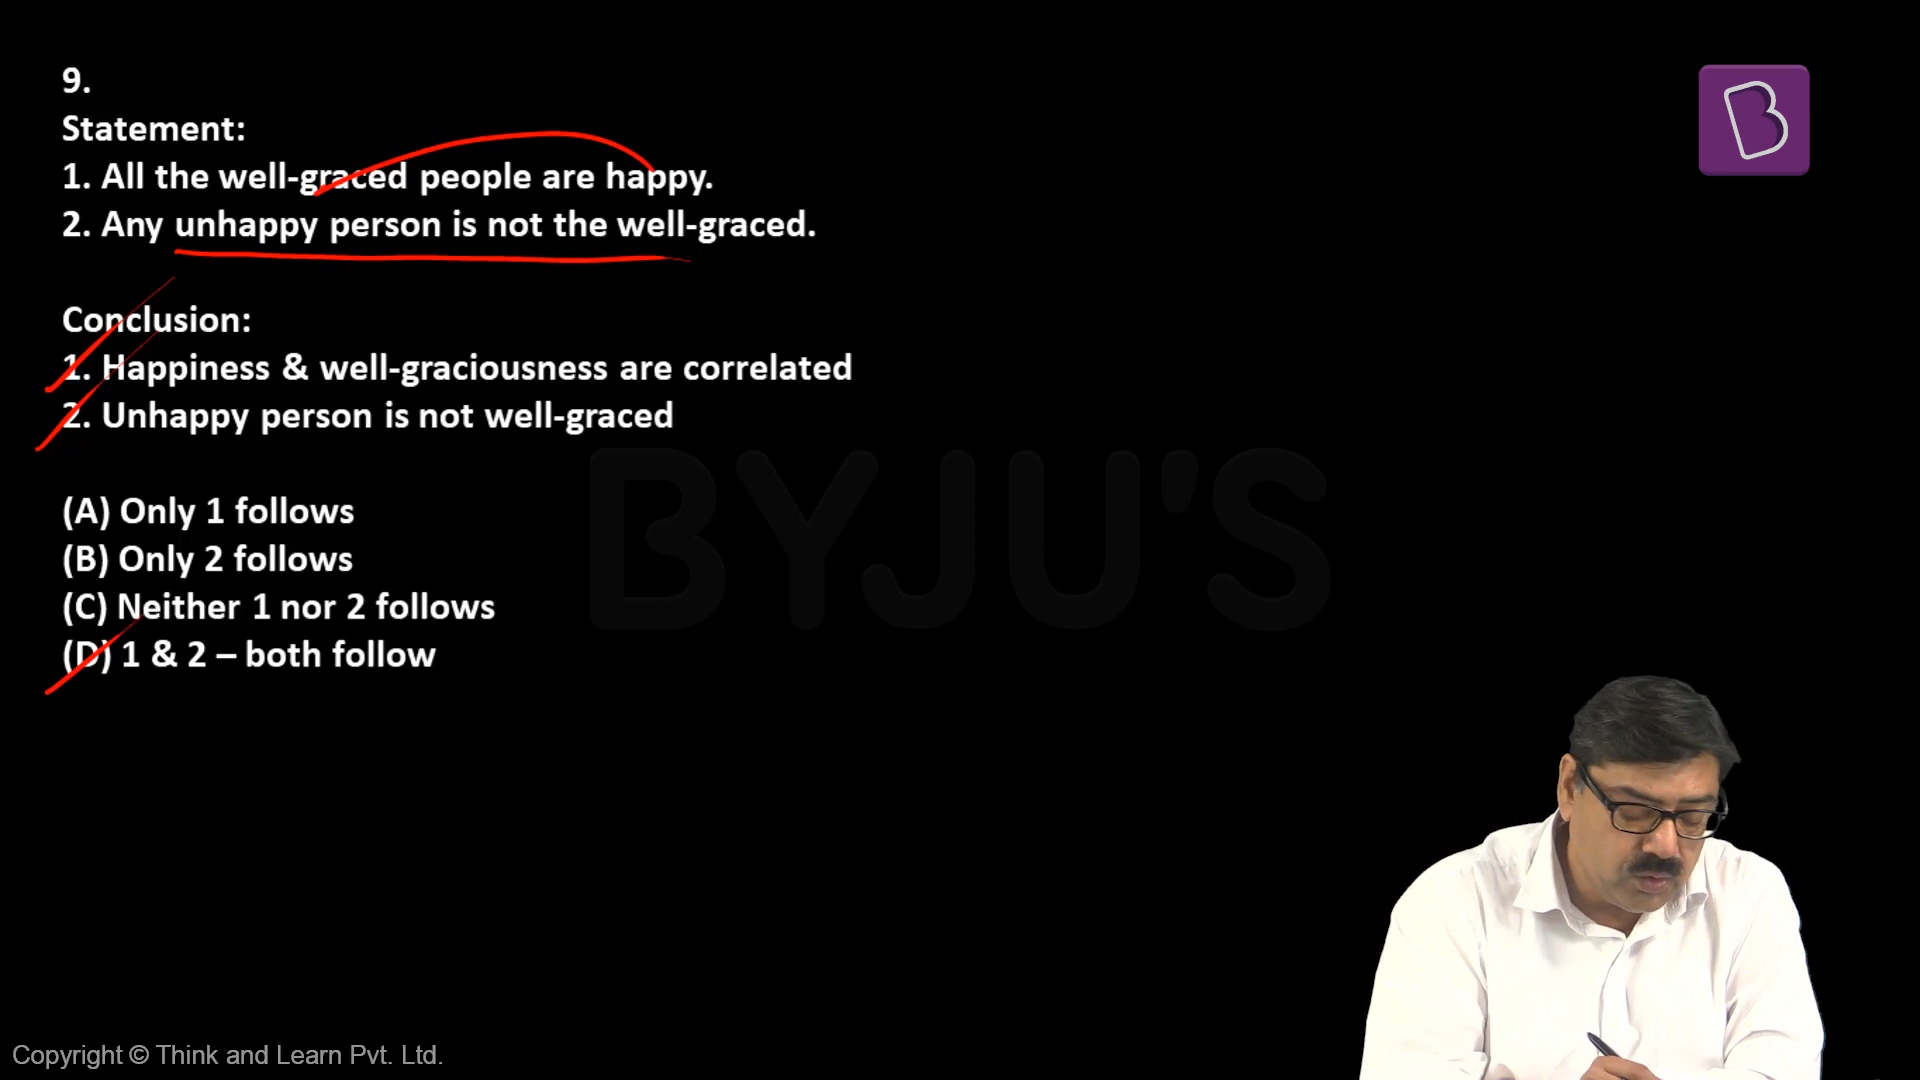 9.
Statement:
1. All the well-graced people are happy.
2. Any unhappy person is not the well-graced.
Conclusion:
1. Happiness & well-graciousness are correlated
2. Unhappy person is not well-graced
BYJU'S
(A) Only 1 follows
(B) Only 2 follows
(C) Neither 1 nor 2 follows
(D) 1 & 2 – both follow
Copyright © Think and Learn Pvt. Ltd.